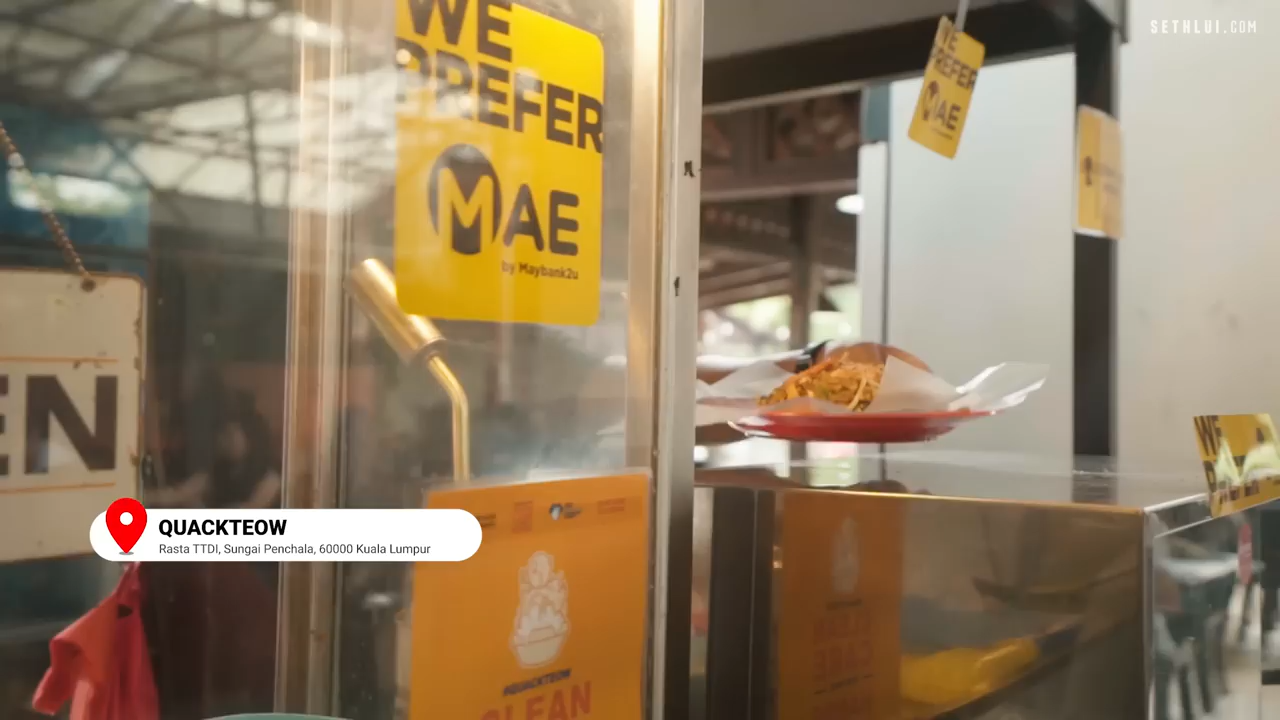 SETHLUI.COM
WE
PREFER
MAE
by Maybank2u
WE
PREFER
MAE
EN
WE
QUACKTEOW
Rasta TTDI, Sungai Penchala, 60000 Kuala Lumpur
#QUACKTEOW
CLEAN